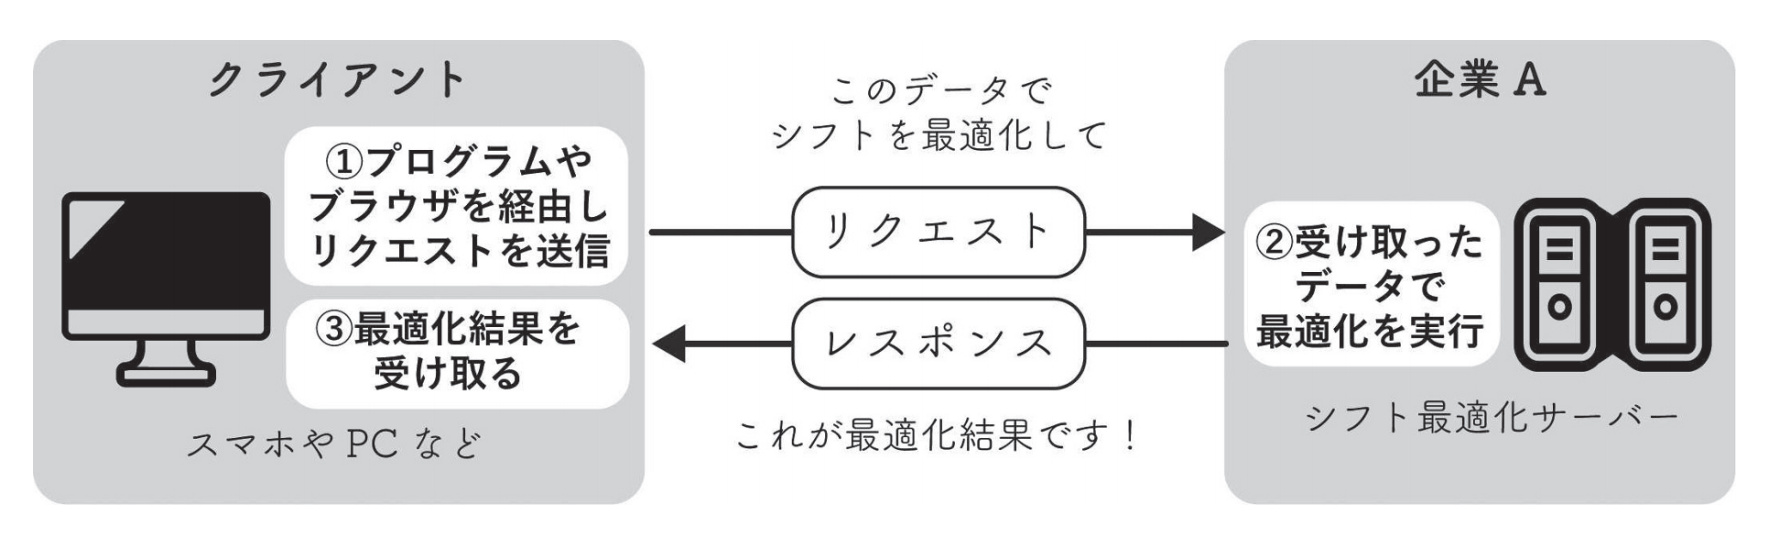 クライアント
①プログラムや
ブラウザを経由し
リクエストを送信
③最適化結果を
受け取る
スマホや PC など
このデータで
シフトを最適化して
リクエスト
レスポンス
これが最適化結果です！
企業 A
②受け取った
データで
最適化を実行
シフト最適化サーバー